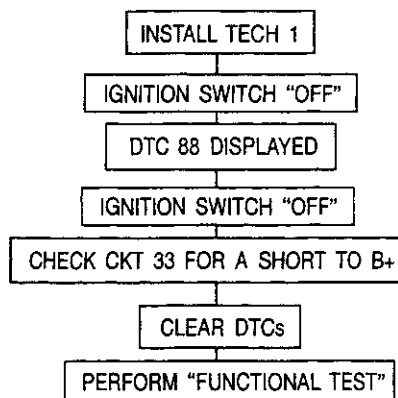 INSTALL TECH 1
IGNITION SWITCH “OFF”
DTC 88 DISPLAYED
IGNITION SWITCH “OFF”
CHECK CKT 33 FOR A SHORT TO B+
CLEAR DTCs
PERFORM “FUNCTIONAL TEST”